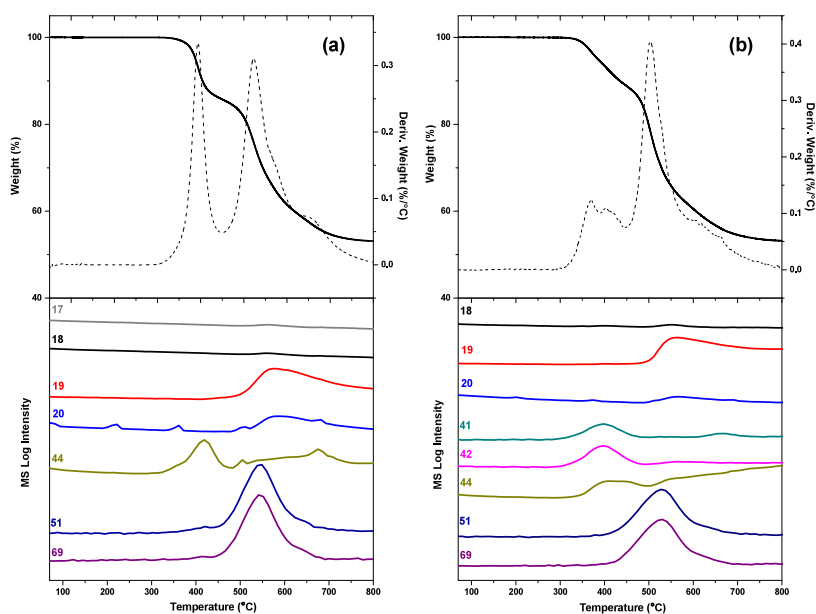 (a)
100
80
60
40
Weight (%)
0,3
0,2
0,1
0,0
Deriv. Weight (%/°C)
17
18
19
20
44
51
69
MS Log Intensity
100 200 300 400 500 600 700 800
Temperature (°C)
(b)
100
80
60
40
Weight (%)
0,4
0,3
0,2
0,1
0,0
Deriv. Weight (%/°C)
18
19
20
41
42
44
51
69
MS Log Intensity
100 200 300 400 500 600 700 800
Temperature (°C)